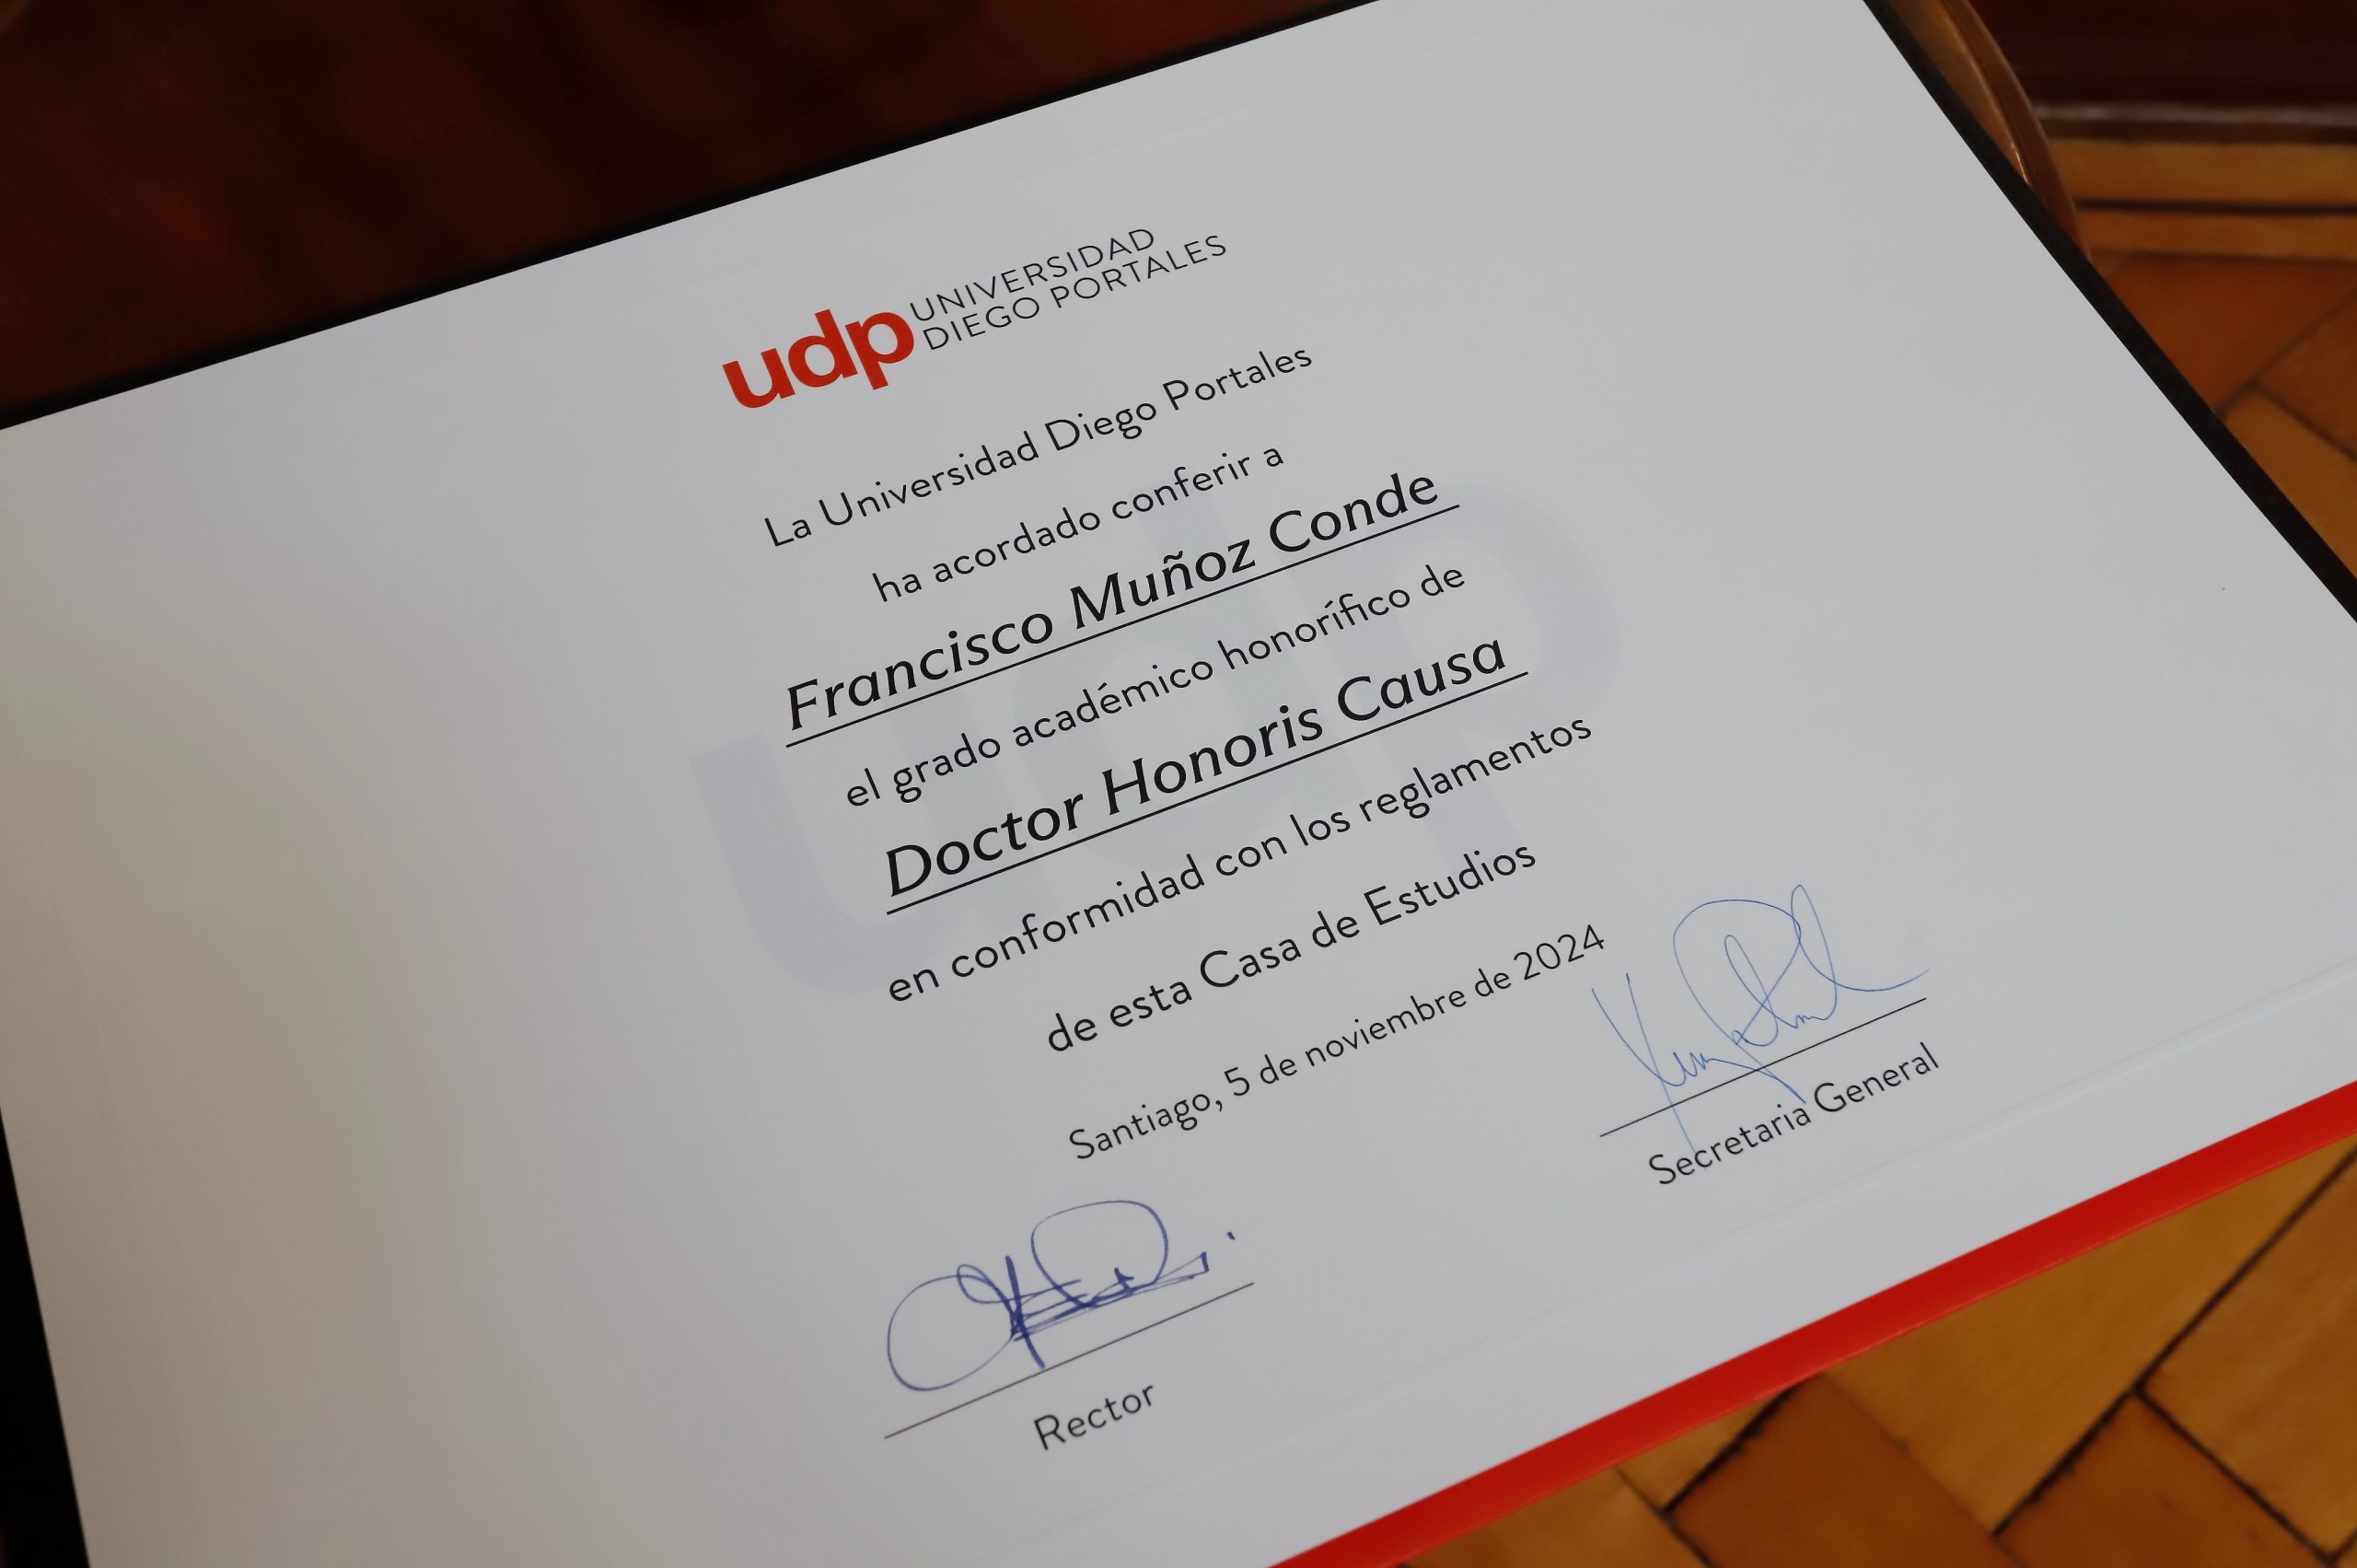 udp UNIVERSIDAD
DIEGO PORTALES
La Universidad Diego Portales
ha acordado conferir a
Francisco Muñoz Conde
el grado académico honorífico de
Doctor Honoris Causa
en conformidad con los reglamentos
de esta Casa de Estudios
Santiago, 5 de noviembre de 2024
Secretaria General
Rector